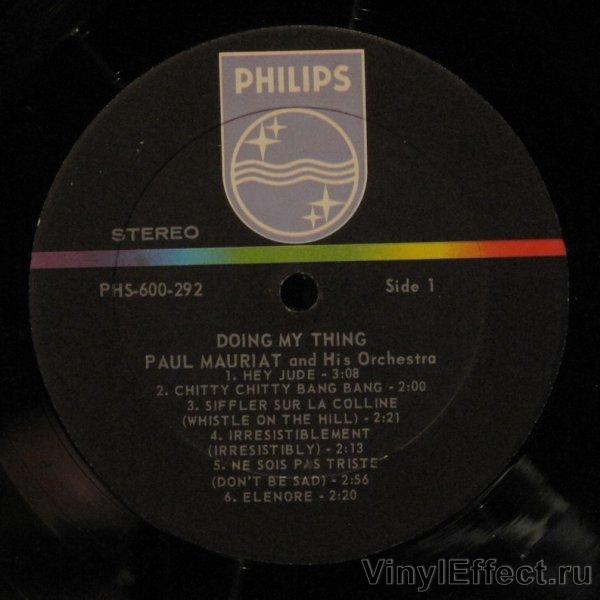 PHILIPS
STEREO
PHS-600-292
Side 1
DOING MY THING
PAUL MAURIAT and His Orchestra
1. HEY JUDE - 3:08
2. CHITTY CHITTY BANG BANG - 2:00
3. SIFFLER SUR LA COLLINE
(WHISTLE ON THE HILL) - 2:21
4. IRRESISTIBLEMENT
(IRRESISTIBLY) - 2:13
5. NE SOIS PAS TRISTE
(DON'T BE SAD) - 2:56
6. ELENORE - 2:20
VinylEffect.ru